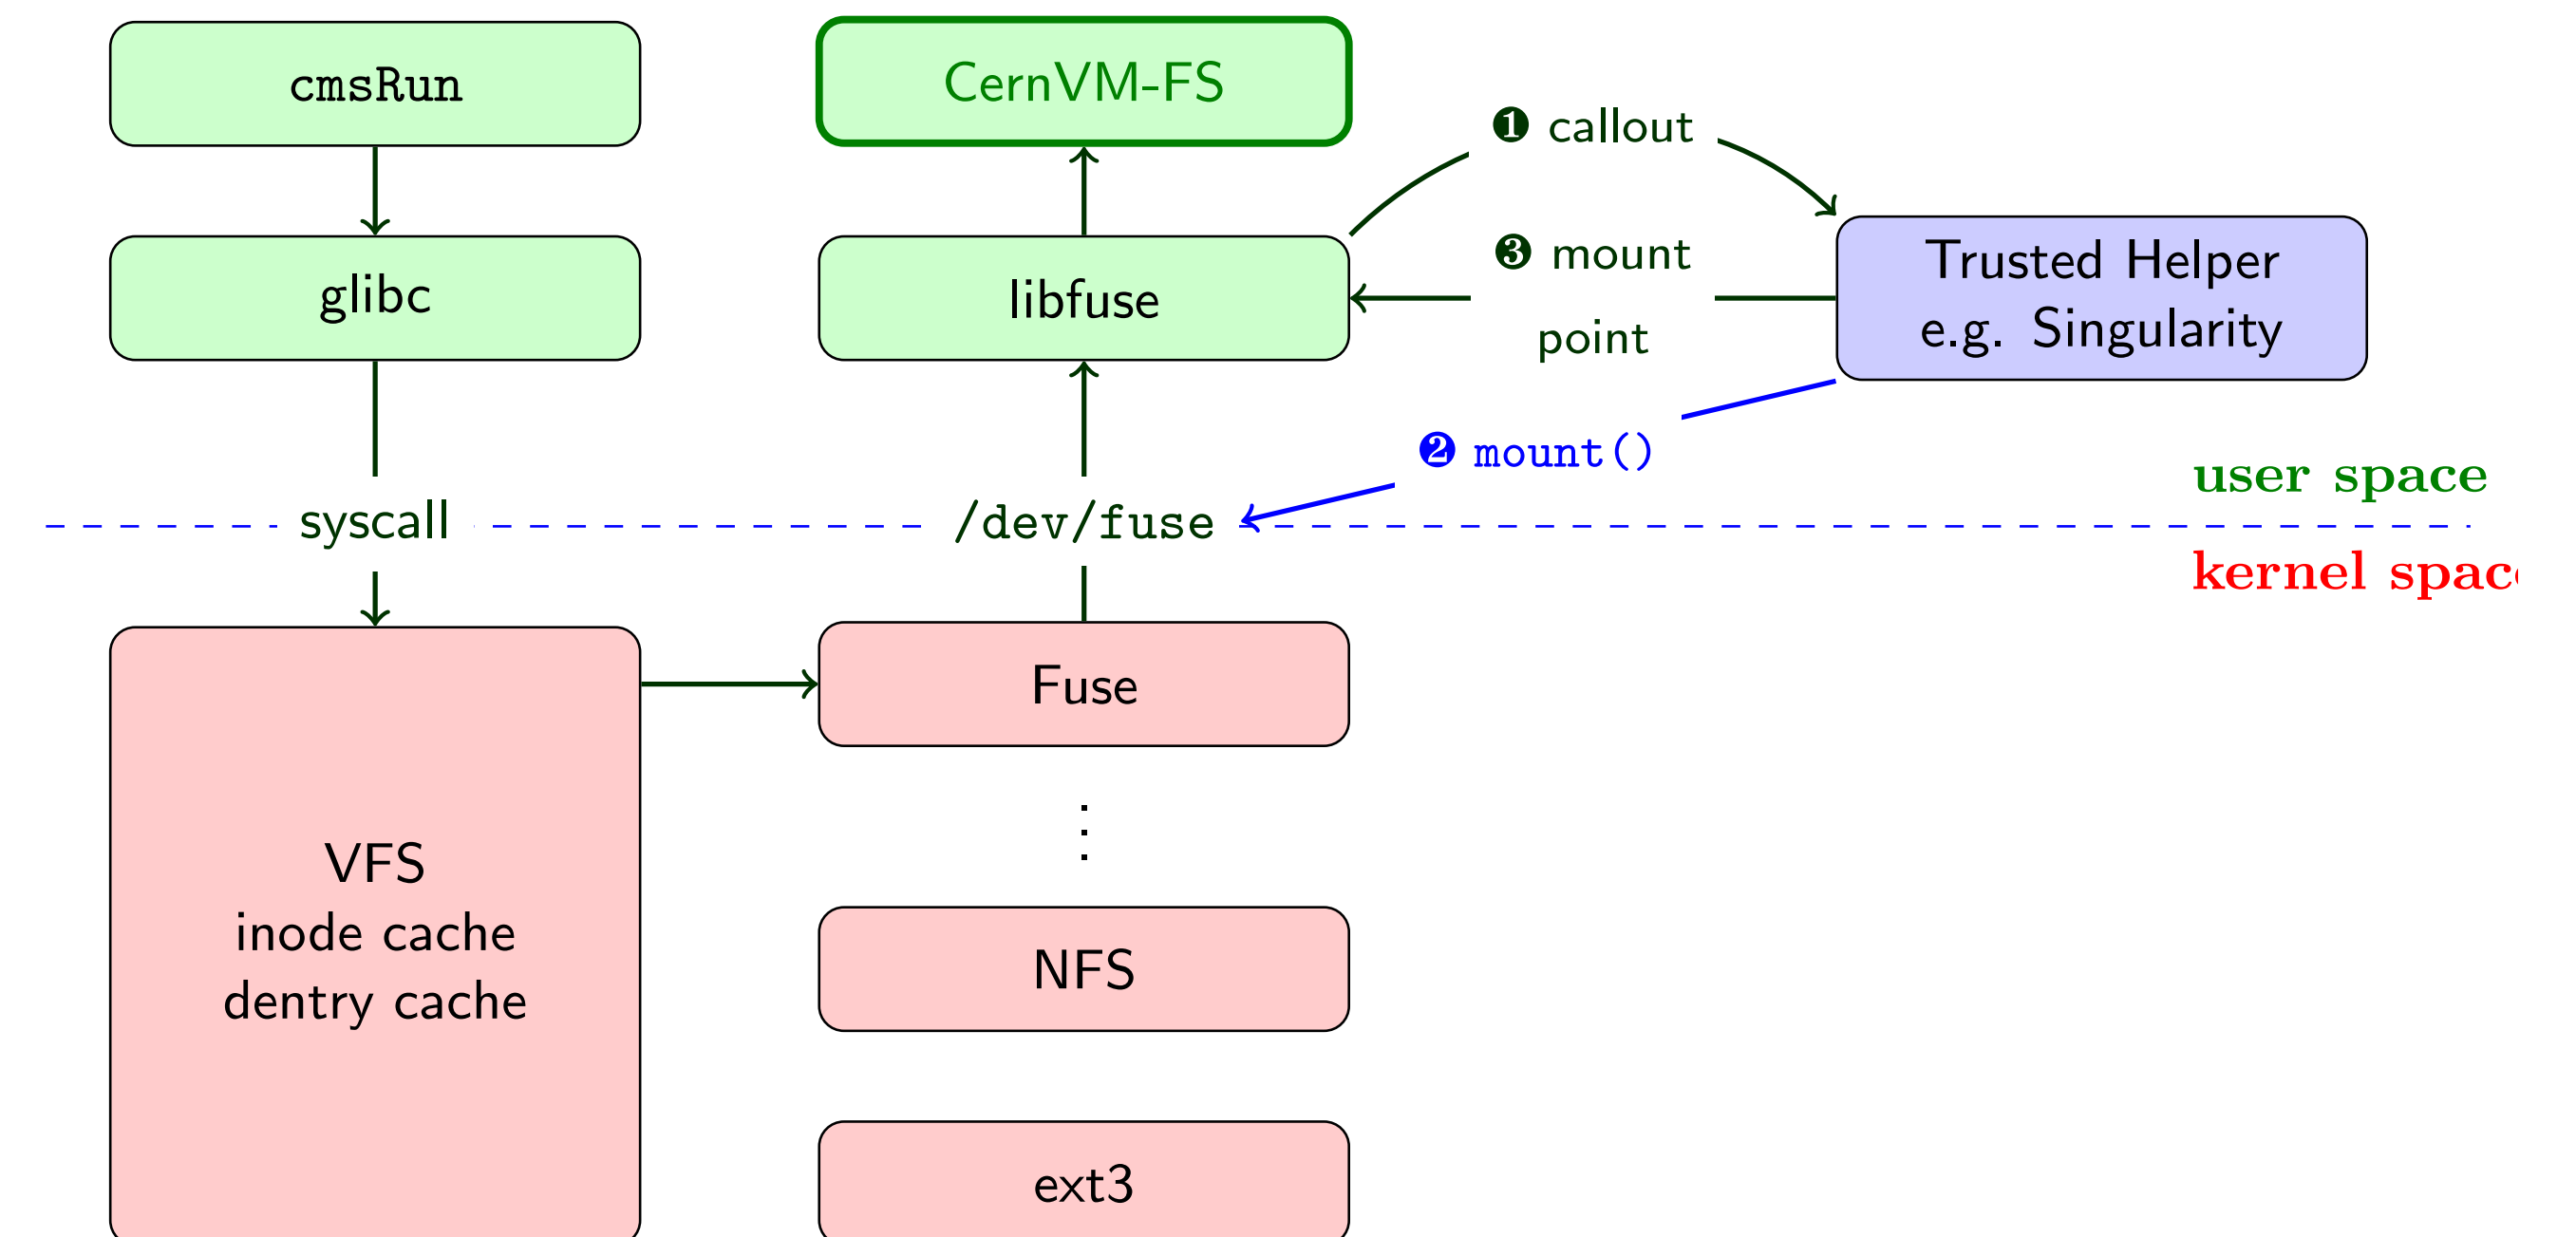 cmsRun
CernVM-FS
❶ callout
glibc
libfuse
❸ mount
point
Trusted Helper
e.g. Singularity
❷ mount()
user space
syscall
/dev/fuse
kernel spac
Fuse
⋮
VFS
inode cache
dentry cache
NFS
ext3